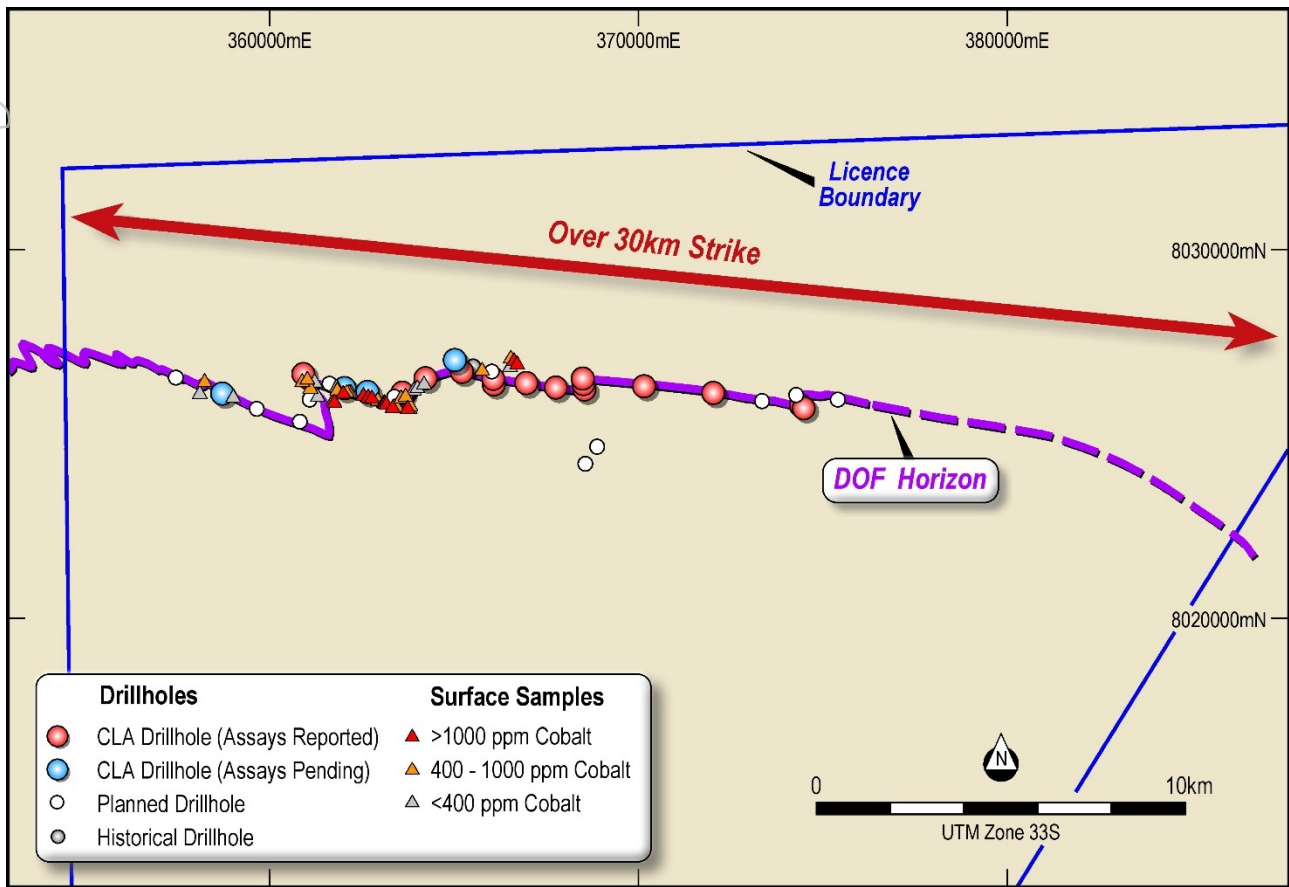 360000mE
370000mE
380000mE
Licence
Boundary
Over 30km Strike
8030000mN
DOF Horizon
8020000mN
Drillholes
CLA Drillhole (Assays Reported)
CLA Drillhole (Assays Pending)
Planned Drillhole
Historical Drillhole
Surface Samples
>1000 ppm Cobalt
400 - 1000 ppm Cobalt
<400 ppm Cobalt
N
0
10km
UTM Zone 33S